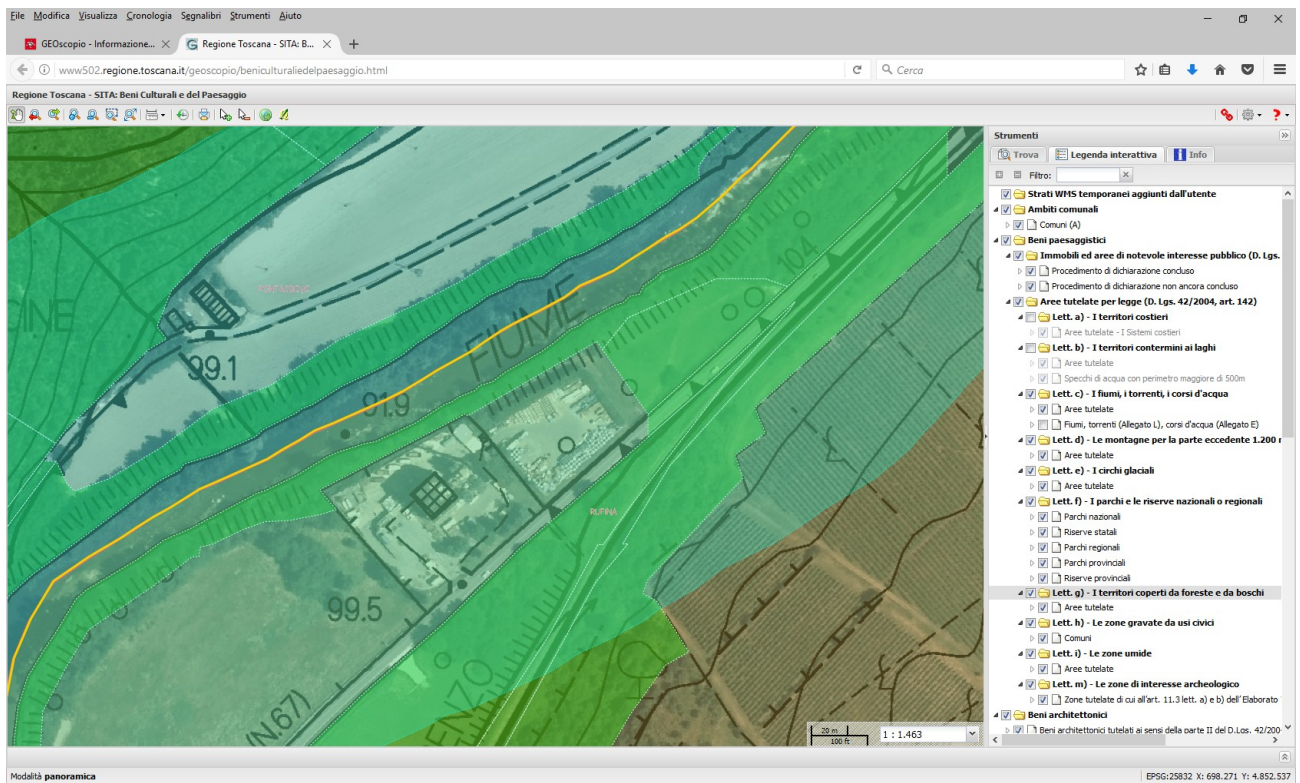 File Modifica Visualizza Cronologia Segnalibri Strumenti Aiuto
GEOscopio - Informazione...
Regione Toscana - SITA: B...
www502.regione.toscana.it/geoscopio/beniculturaliedelpaesaggio.html
Cerca
Regione Toscana - SITA: Beni Culturali e del Paesaggio
Strumenti
Trova
Legenda interattiva
Info
Filtro:
Strati WMS temporanei aggiunti dall'utente
Ambiti comunali
Comuni (A)
Beni paesaggistici
Immobili ed aree di notevole interesse pubblico (D. Lgs.
Procedimento di dichiarazione concluso
Procedimento di dichiarazione non ancora concluso
Aree tutelate per legge (D. Lgs. 42/2004, art. 142)
Lett. a) - I territori costieri
Aree tutelate - I Sistemi costieri
Lett. b) - I territori contermini ai laghi
Aree tutelate
Specchi di acqua con perimetro maggiore di 500m
Lett. c) - I fiumi, i torrenti, i corsi d'acqua
Aree tutelate
Fiumi, torrenti (Allegato L), corsi d'acqua (Allegato E)
Lett. d) - Le montagne per la parte eccedente 1.200 r
Aree tutelate
Lett. e) - I circhi glaciali
Aree tutelate
Lett. f) - I parchi e le riserve nazionali o regionali
Parchi nazionali
Riserve statali
Parchi regionali
Parchi provinciali
Riserve provinciali
Lett. g) - I territori coperti da foreste e da boschi
Aree tutelate
Lett. h) - Le zone gravate da usi civici
Comuni
Lett. i) - Le zone umide
Aree tutelate
Lett. m) - Le zone di interesse archeologico
Zone tutelate di cui all'art. 11.3 lett. a) e b) dell'Elaborato
Beni architettonici
Beni architettonici tutelati ai sensi della parte II del D.Lgs. 42/200
CINE
99.1
91.9
FIUME
104
RUFINA
99.5
(N.67)
ENZO
20 m
100 ft
1 : 1.463
Modalità panoramica
EPSG:25832 X: 698.271 Y: 4.852.537